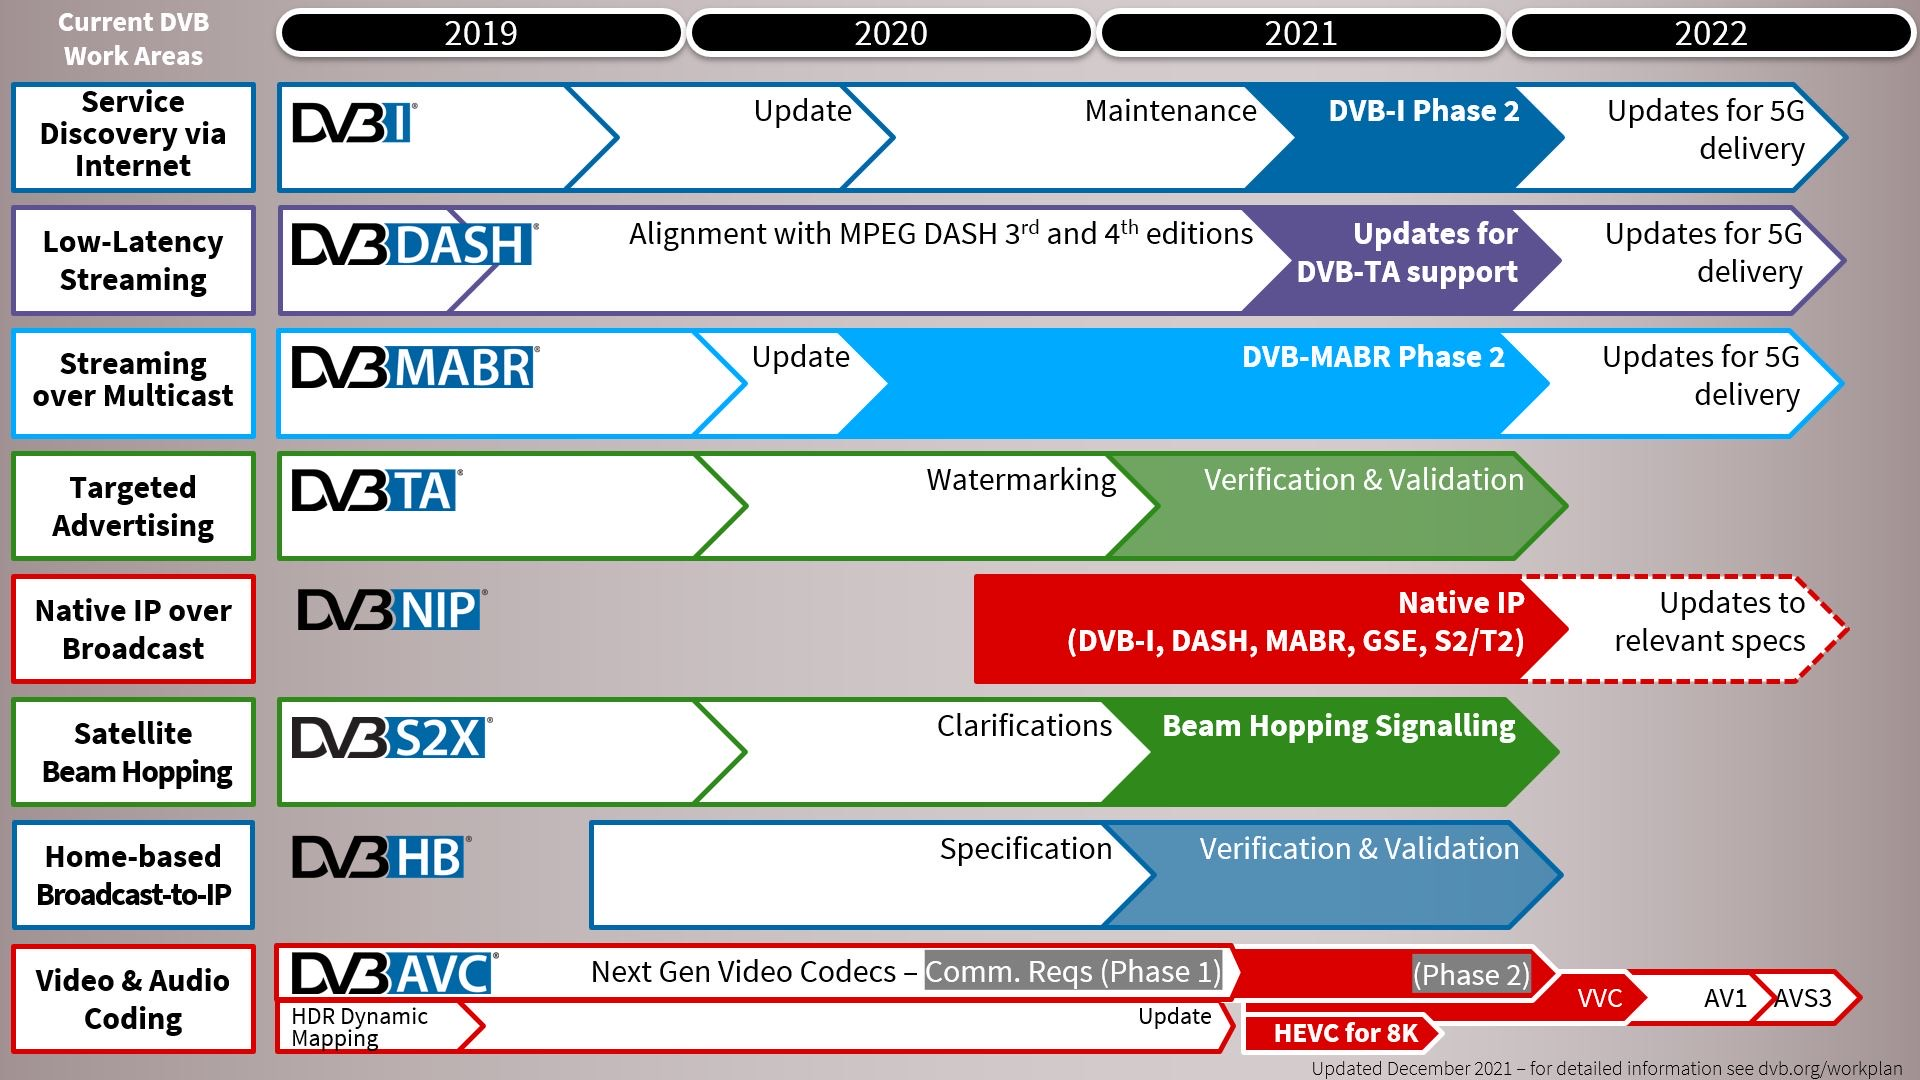 Current DVB
Work Areas
2019
2020
2021
2022
Service
Discovery via
Internet
DVB I®
Update
Maintenance
DVB-I Phase 2
Updates for 5G
delivery
Low-Latency
Streaming
DVB DASH®
Alignment with MPEG DASH 3rd and 4th editions
Updates for
DVB-TA support
Updates for 5G
delivery
Streaming
over Multicast
DVB MABR®
Update
DVB-MABR Phase 2
Updates for 5G
delivery
Targeted
Advertising
DVB TA®
Watermarking
Verification & Validation
Native IP over
Broadcast
DVB NIP®
Native IP
(DVB-I, DASH, MABR, GSE, S2/T2)
Updates to
relevant specs
Satellite
Beam Hopping
DVB S2X®
Clarifications
Beam Hopping Signalling
Home-based
Broadcast-to-IP
DVB HB®
Specification
Verification & Validation
Video & Audio
Coding
DVB AVC®
Next Gen Video Codecs – Comm. Reqs (Phase 1)
(Phase 2)
VVC
AV1
AVS3
HDR Dynamic
Mapping
Update
HEVC for 8K
Updated December 2021 – for detailed information see dvb.org/workplan